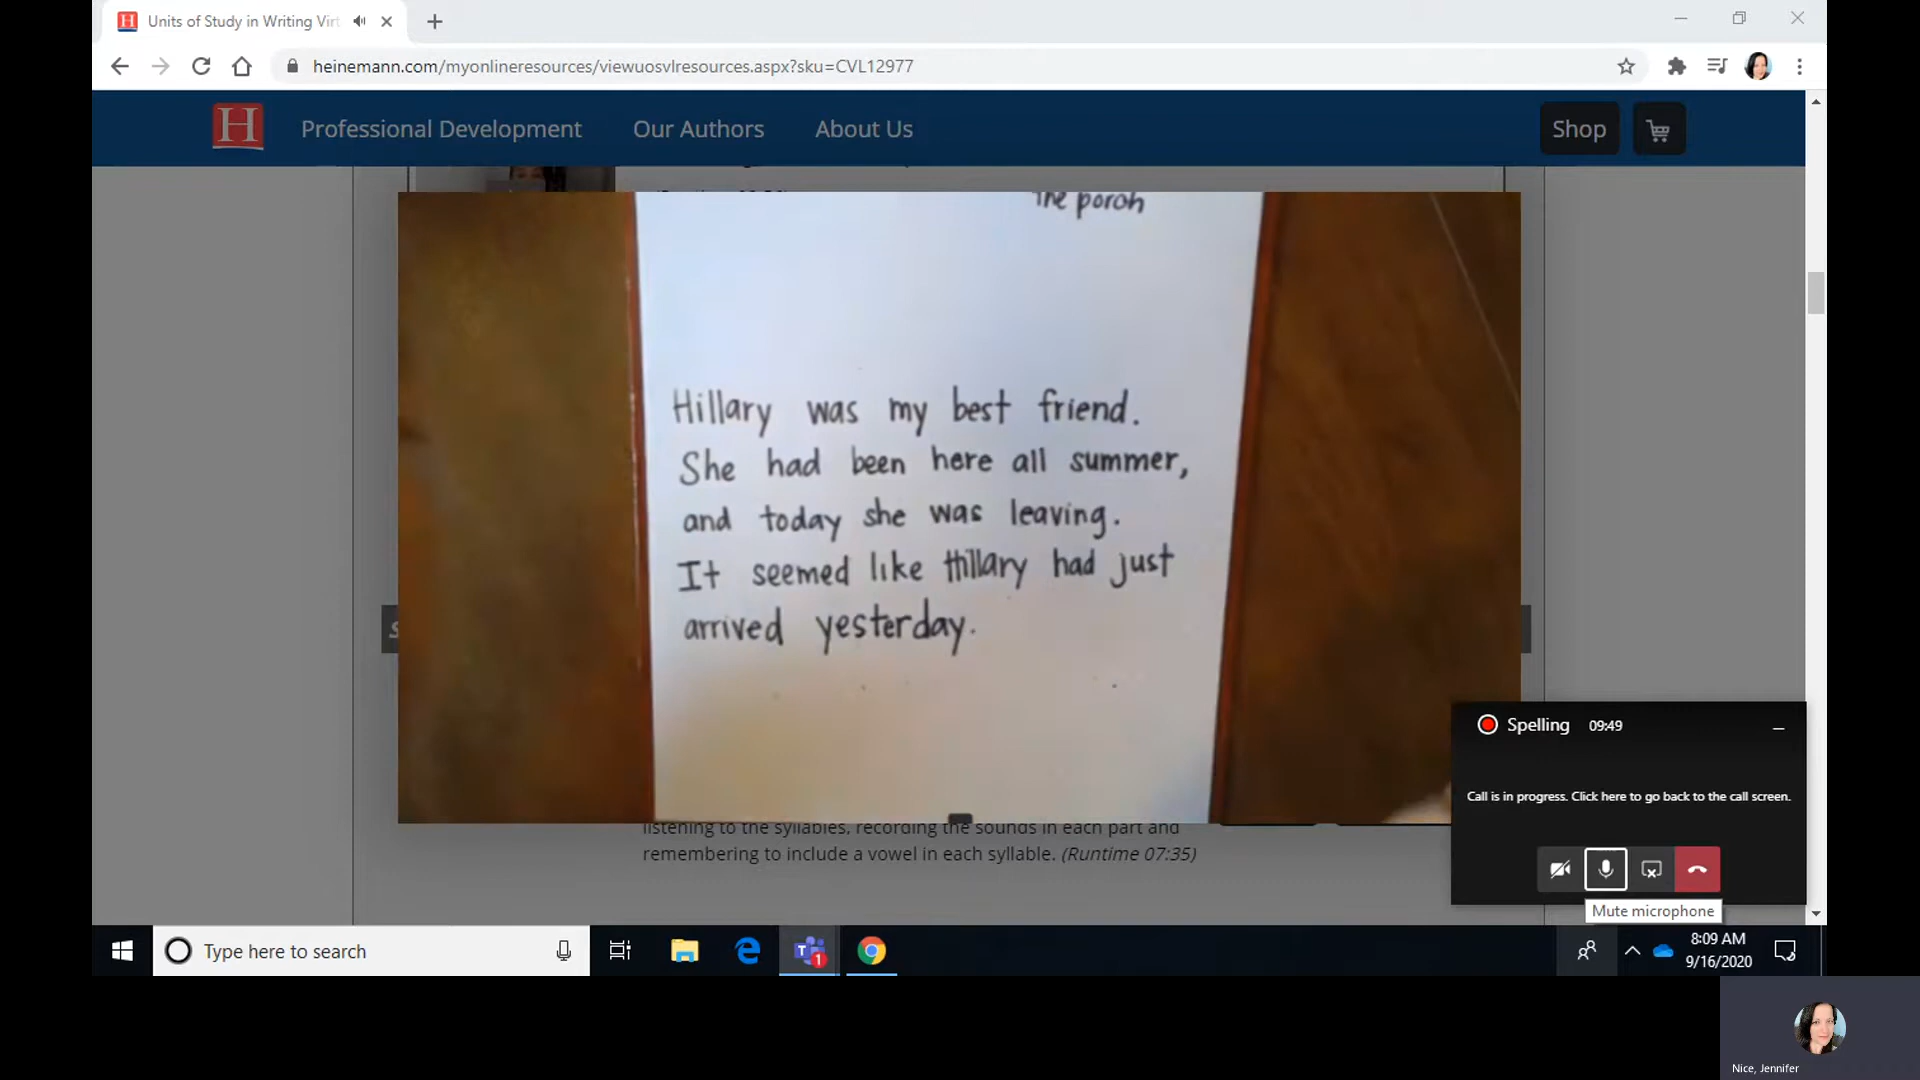 Units of Study in Writing Virt
heinemann.com/myonlineresources/viewuosvlresources.aspx?sku=CVL12977
H Professional Development Our Authors About Us Shop
The porch
Hillary was my best friend.
She had been here all summer,
and today she was leaving.
It seemed like Hillary had just
arrived yesterday.
listening to the syllables, recording the sounds in each part and
remembering to include a vowel in each syllable. (Runtime 07:35)
Spelling 09:49
Call is in progress. Click here to go back to the call screen.
Mute microphone
Type here to search
1
8:09 AM
9/16/2020
Nice, Jennifer